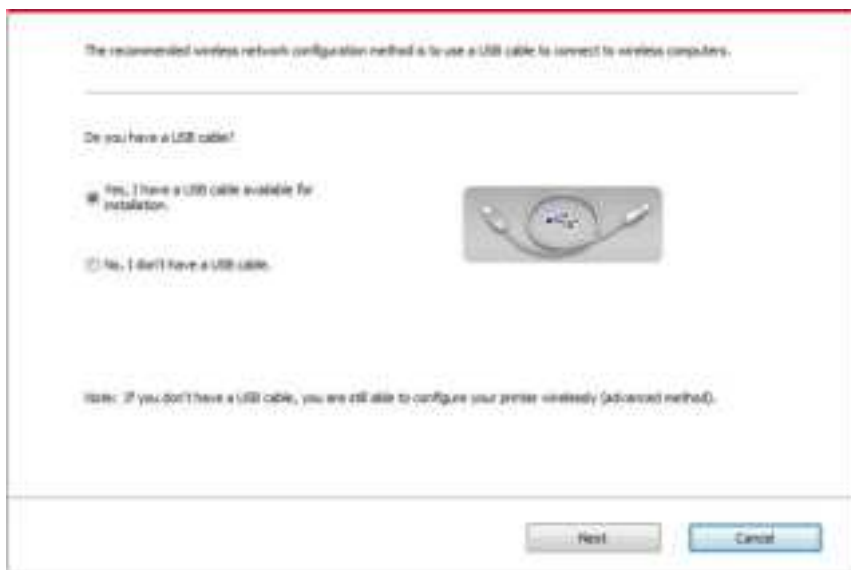 The recommended wireless network configuration method is to use a USB cable to connect to wireless computers.
Do you have a USB cable?
Yes, I have a USB cable available for
installation.
No, I don't have a USB cable.
Note: If you don't have a USB cable, you are still able to configure your printer wirelessly (advanced method).
Next
Cancel